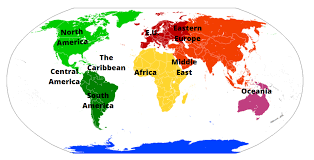 North
America
E.U.
Eastern
Europe
The
Caribbean
Central
America
Africa
Middle
East
South
America
Oceania